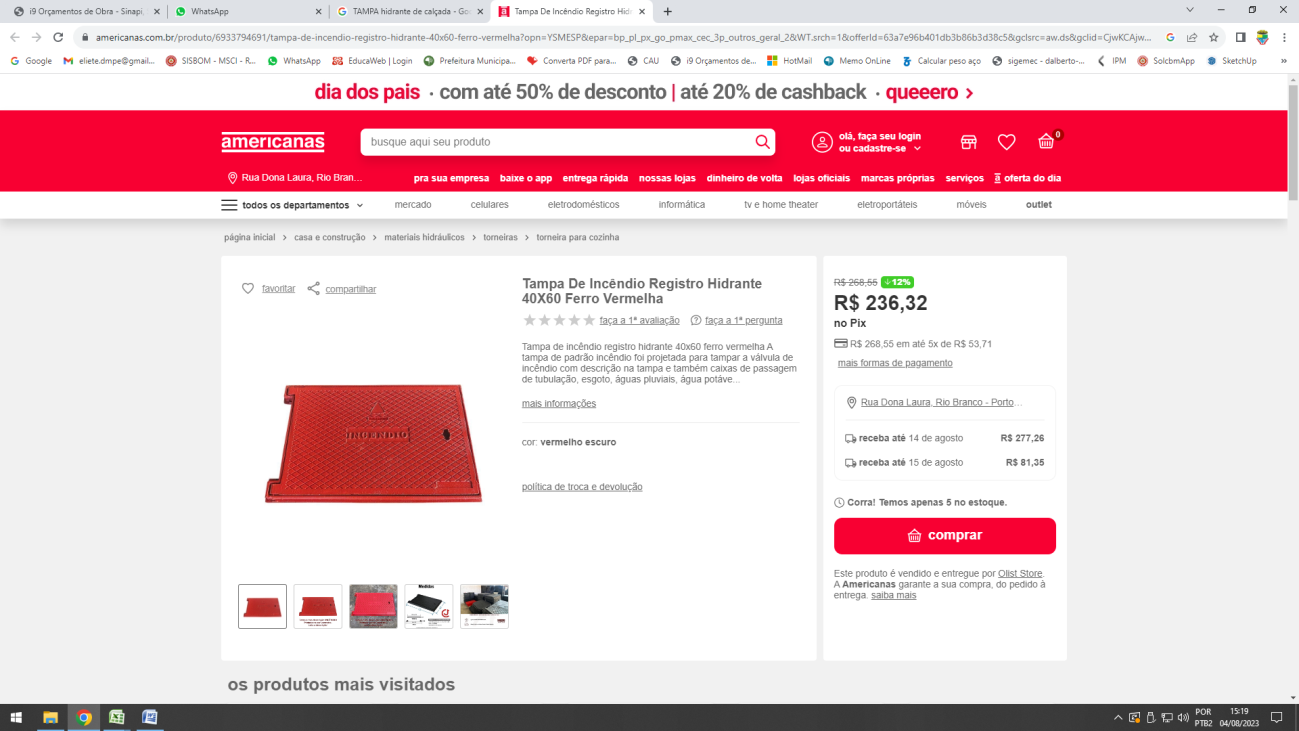 i9 Orçamentos de Obra - Sinapi,
WhatsApp
TAMPA hidrante de calçada - Goo
Tampa De Incêndio Registro Hidr
americanas.com.br/produto/6933794691/tampa-de-incendio-registro-hidrante-40x60-ferro-vermelha?opn=YSMESP&epar=bp_pl_px_go_pmax_cec_3p_outros_geral_2&WT.srch=1&offerId=63a7e96b401db3b86b3d38c5&gclsrc=aw.ds&gclid=CjwKCAjw...
Google
eliete.dmpe@gmail...
SISBOM - MSCI - R...
WhatsApp
EducaWeb | Login
Prefeitura Municipa...
Converta PDF para...
CAU
i9 Orçamentos de...
HotMail
Memo OnLine
Calcular peso aço
sigemec - dalberto-...
IPM
SolcbmApp
SketchUp
»
dia dos pais · com até 50% de desconto | até 20% de cashback · queeero >
americanas
busque aqui seu produto
olá, faça seu login
ou cadastre-se
0
Rua Dona Laura, Rio Bran...
pra sua empresa
baixe o app
entrega rápida
nossas lojas
dinheiro de volta
lojas oficiais
marcas próprias
serviços
a oferta do dia
todos os departamentos
mercado
celulares
eletrodomésticos
informática
tv e home theater
eletroportáteis
móveis
outlet
página inicial > casa e construção > materiais hidráulicos > torneiras > torneira para cozinha
favoritar
compartilhar
INCENDIO
Tampa De Incêndio Registro Hidrante
40X60 Ferro Vermelha
faça a 1ª avaliação
faça a 1ª pergunta
Tampa de incêndio registro hidrante 40x60 ferro vermelha A
tampa de padrão incêndio foi projetada para tampar a válvula de
incêndio com descrição na tampa e também caixas de passagem
de tubulação, esgoto, águas pluviais, água potáve...
mais informações
cor: vermelho escuro
política de troca e devolução
Medidas
R$ 268,55
12%
R$ 236,32
no Pix
R$ 268,55 em até 5x de R$ 53,71
mais formas de pagamento
Rua Dona Laura, Rio Branco - Porto...
receba até 14 de agosto R$ 277,26
receba até 15 de agosto R$ 81,35
Corra! Temos apenas 5 no estoque.
comprar
Este produto é vendido e entregue por Olist Store.
A Americanas garante a sua compra, do pedido à
entrega. saiba mais
os produtos mais visitados
POR
PTB2
15:19
04/08/2023